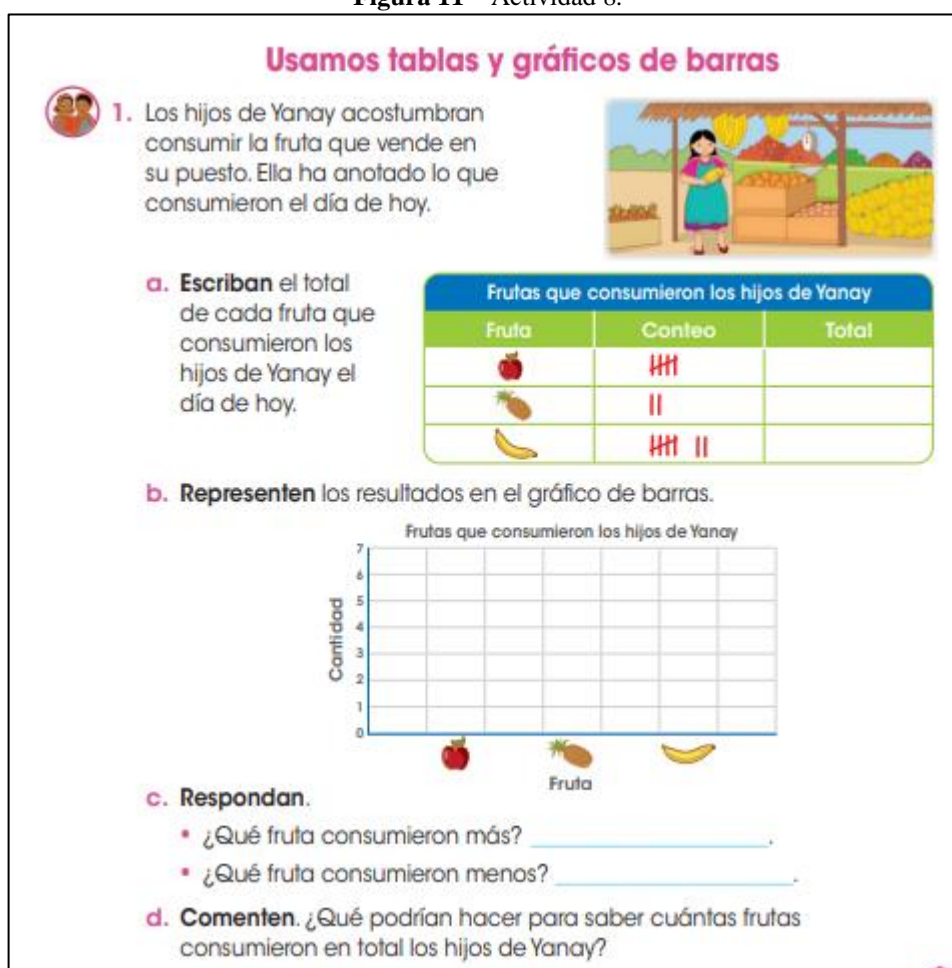 Figura 11 Actividad 8.
Usamos tablas y gráficos de barras
1. Los hijos de Yanay acostumbran
consumir la fruta que vende en
su puesto. Ella ha anotado lo que
consumieron el día de hoy.
a. Escriban el total
de cada fruta que
consumieron los
hijos de Yanay el
día de hoy.
Frutas que consumieron los hijos de Yanay
Fruta Conteo Total
b. Representen los resultados en el gráfico de barras.
Frutas que consumieron los hijos de Yanay
Cantidad
7
6
5
4
3
2
1
0
Fruta
c. Respondan.
• ¿Qué fruta consumieron más? ____________________.
• ¿Qué fruta consumieron menos? ____________________.
d. Comenten. ¿Qué podrían hacer para saber cuántas frutas
consumieron en total los hijos de Yanay?